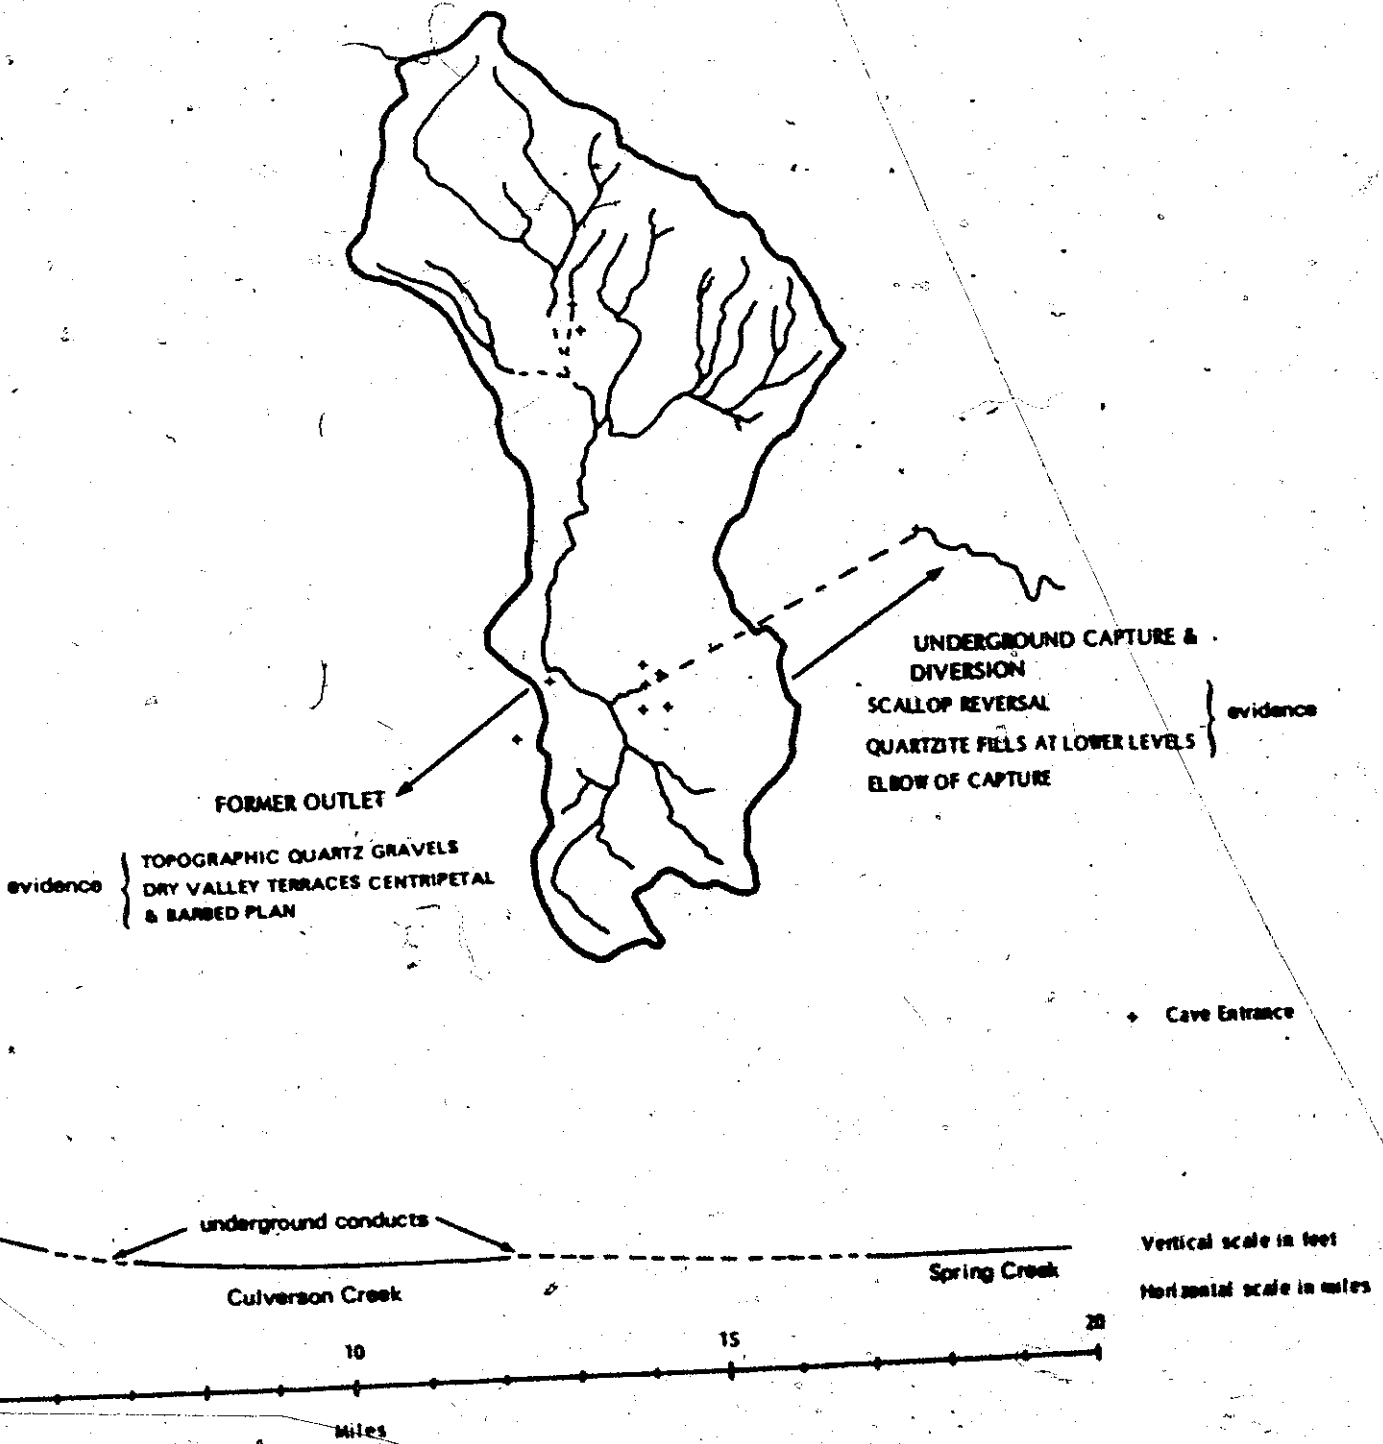 UNDERGROUND CAPTURE &
DIVERSION
SCALLOP REVERSAL
QUARTZITE FILLS AT LOWER LEVELS
ELBOW OF CAPTURE
evidence
FORMER OUTLET
evidence
TOPOGRAPHIC QUARTZ GRAVELS
DRY VALLEY TERRACES CENTRIPETAL
& BARBED PLAN
+ Cave Entrance
underground conducts
Culverson Creek
Spring Creek
Vertical scale in feet
Horizontal scale in miles
10
15
20
Miles